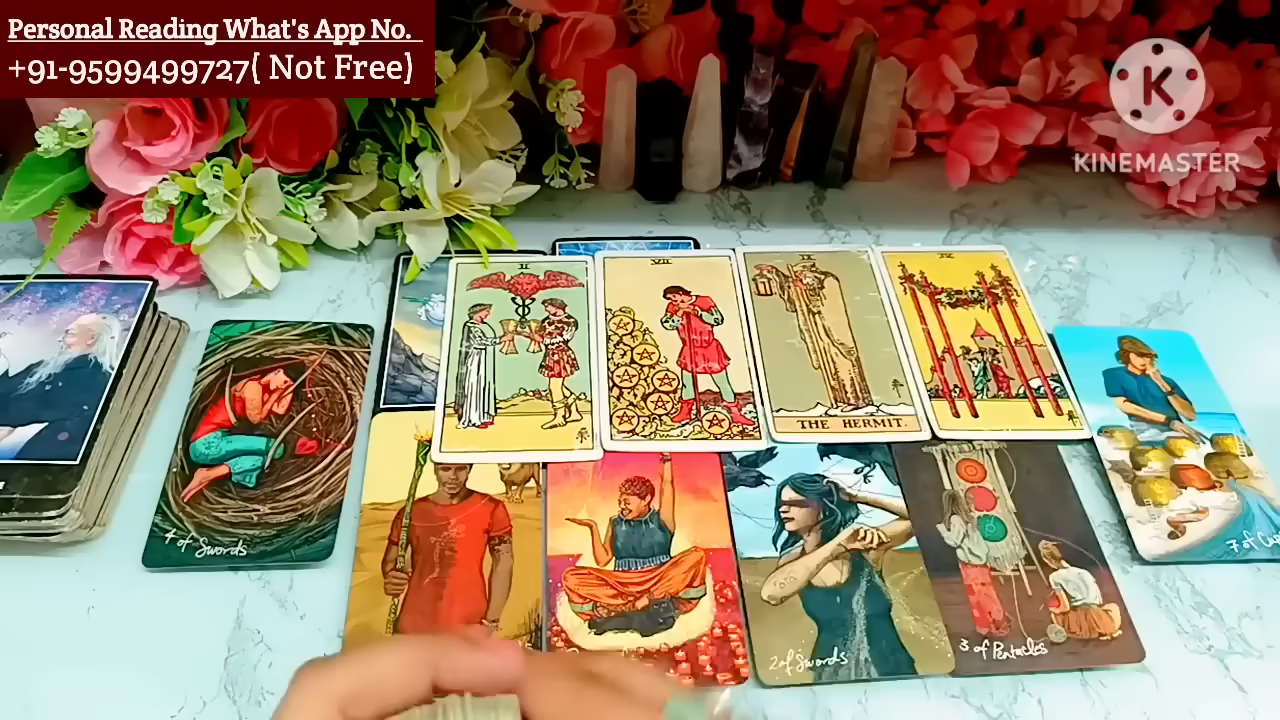 Personal Reading What's App No.
+91-9599499727( Not Free)
K
KINEMASTER
II
VII
IX
IV
THE HERMIT.
4 of Swords
2 of Swords
3 of Pentacles
7 of